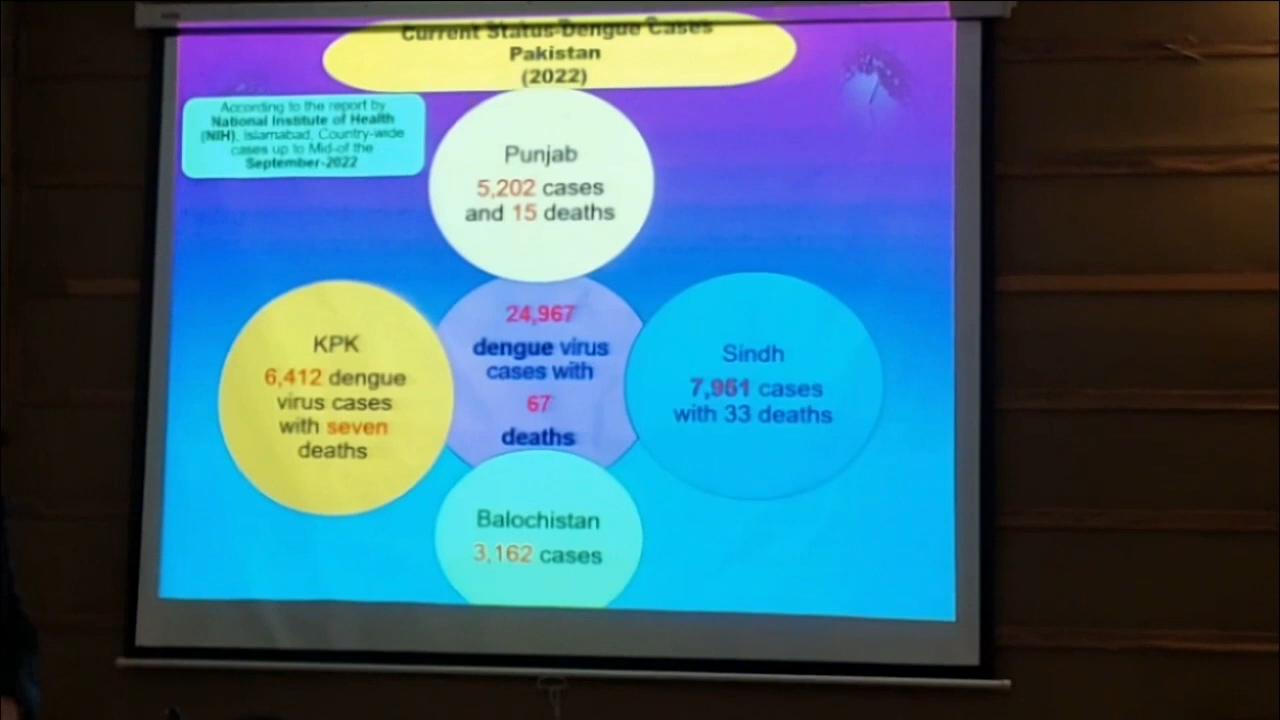 Current Status-Dengue Cases
Pakistan
(2022)
According to the report by
National Institute of Health
(NIH), Islamabad, Country-wide
cases up to Mid-of the
September-2022
Punjab
5,202 cases
and 15 deaths
KPK
6,412 dengue
virus cases
with seven
deaths
24,967
dengue virus
cases with
67
deaths
Sindh
7,951 cases
with 33 deaths
Balochistan
3,162 cases